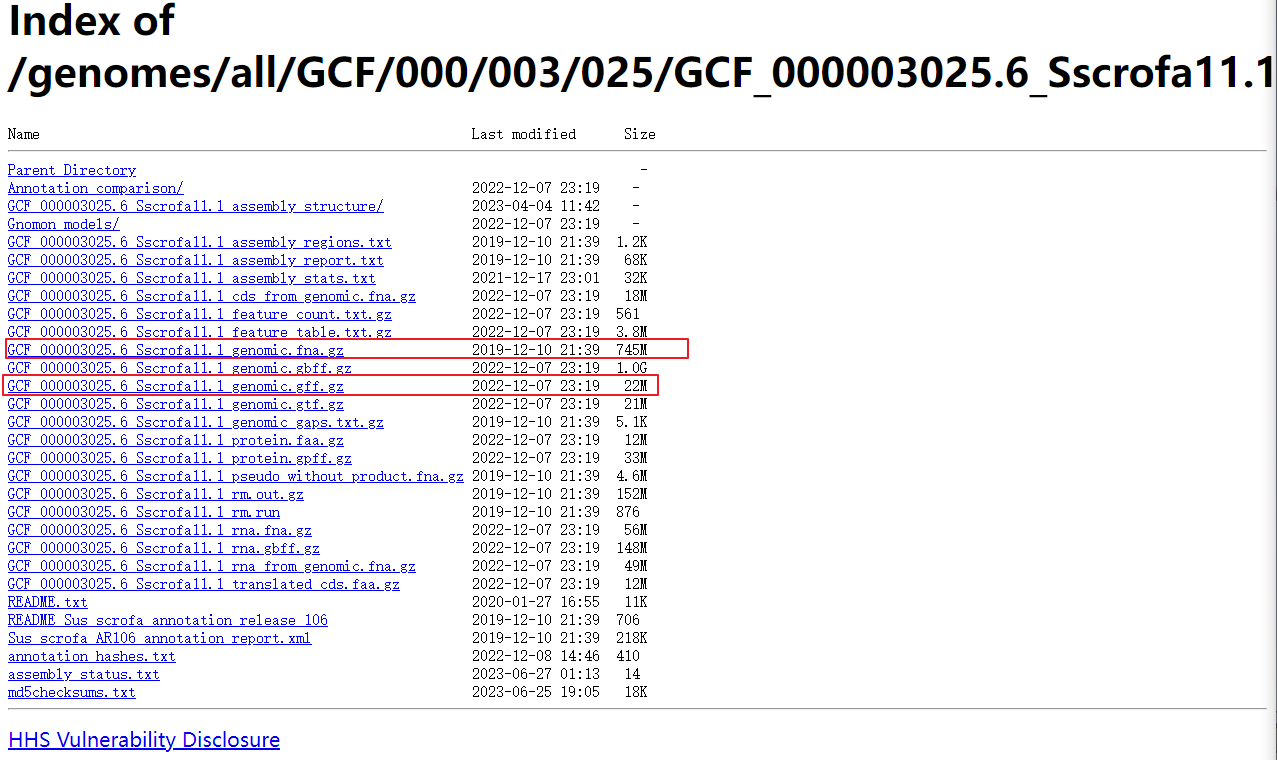 Index of
/genomes/all/GCF/000/003/025/GCF_000003025.6_Sscrofa11.1
Name Last modified Size
Parent Directory -
Annotation_comparison/ 2022-12-07 23:19 -
GCF_000003025.6_Sscrofa11.1_assembly_structure/ 2023-04-04 11:42 -
Gnomon_models/ 2022-12-07 23:19 -
GCF_000003025.6_Sscrofa11.1_assembly_regions.txt 2019-12-10 21:39 1.2K
GCF_000003025.6_Sscrofa11.1_assembly_report.txt 2019-12-10 21:39 68K
GCF_000003025.6_Sscrofa11.1_assembly_stats.txt 2021-12-17 23:01 32K
GCF_000003025.6_Sscrofa11.1_cds_from_genomic.fna.gz 2022-12-07 23:19 18M
GCF_000003025.6_Sscrofa11.1_feature_count.txt.gz 2022-12-07 23:19 561
GCF_000003025.6_Sscrofa11.1_feature_table.txt.gz 2022-12-07 23:19 3.8M
GCF_000003025.6_Sscrofa11.1_genomic.fna.gz 2019-12-10 21:39 745M
GCF_000003025.6_Sscrofa11.1_genomic.gbff.gz 2022-12-07 23:19 1.0G
GCF_000003025.6_Sscrofa11.1_genomic.gff.gz 2022-12-07 23:19 22M
GCF_000003025.6_Sscrofa11.1_genomic.gtf.gz 2022-12-07 23:19 21M
GCF_000003025.6_Sscrofa11.1_genomic_gaps.txt.gz 2019-12-10 21:39 5.1K
GCF_000003025.6_Sscrofa11.1_protein.faa.gz 2022-12-07 23:19 12M
GCF_000003025.6_Sscrofa11.1_protein.gpff.gz 2022-12-07 23:19 33M
GCF_000003025.6_Sscrofa11.1_pseudo_without_product.fna.gz 2019-12-10 21:39 4.6M
GCF_000003025.6_Sscrofa11.1_rm.out.gz 2019-12-10 21:39 152M
GCF_000003025.6_Sscrofa11.1_rm.run 2019-12-10 21:39 876
GCF_000003025.6_Sscrofa11.1_rna.fna.gz 2022-12-07 23:19 56M
GCF_000003025.6_Sscrofa11.1_rna.gbff.gz 2022-12-07 23:19 148M
GCF_000003025.6_Sscrofa11.1_rna_from_genomic.fna.gz 2022-12-07 23:19 49M
GCF_000003025.6_Sscrofa11.1_translated_cds.faa.gz 2022-12-07 23:19 12M
README.txt 2020-01-27 16:55 11K
README_Sus_scrofa_annotation_release_106 2019-12-10 21:39 706
Sus_scrofa_AR106_annotation_report.xml 2019-12-10 21:39 218K
annotation_hashes.txt 2022-12-08 14:46 410
assembly_status.txt 2023-06-27 01:13 14
md5checksums.txt 2023-06-25 19:05 18K
HHS Vulnerability Disclosure